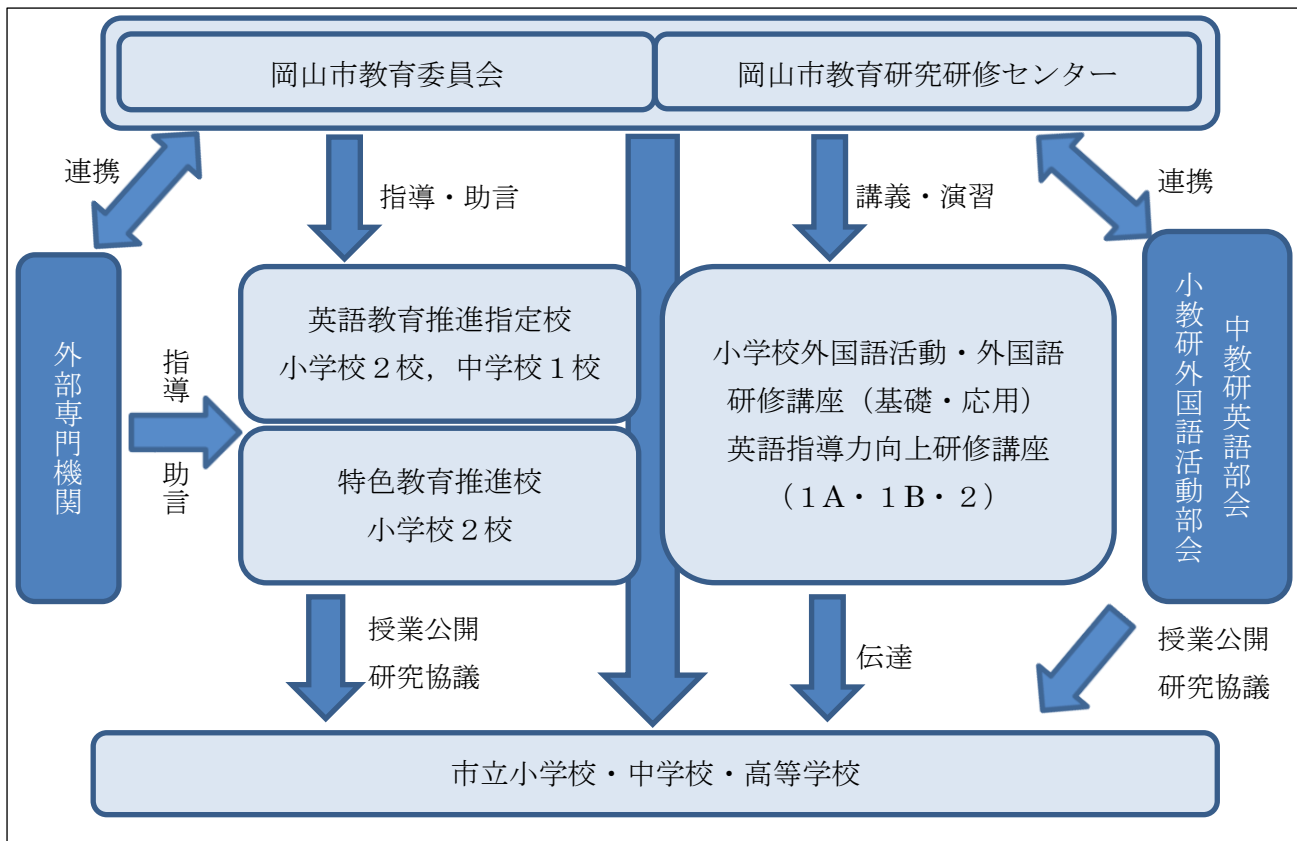 岡山市教育委員会
岡山市教育研究研修センター
連携
指導・助言
講義・演習
連携
外部専門機関
指導
助言
英語教育推進指定校
小学校２校，中学校１校
特色教育推進校
小学校２校
小学校外国語活動・外国語
研修講座（基礎・応用）
英語指導力向上研修講座
（１A・１B・２）
中教研英語部会
小教研外国語活動部会
授業公開
研究協議
伝達
授業公開
研究協議
市立小学校・中学校・高等学校